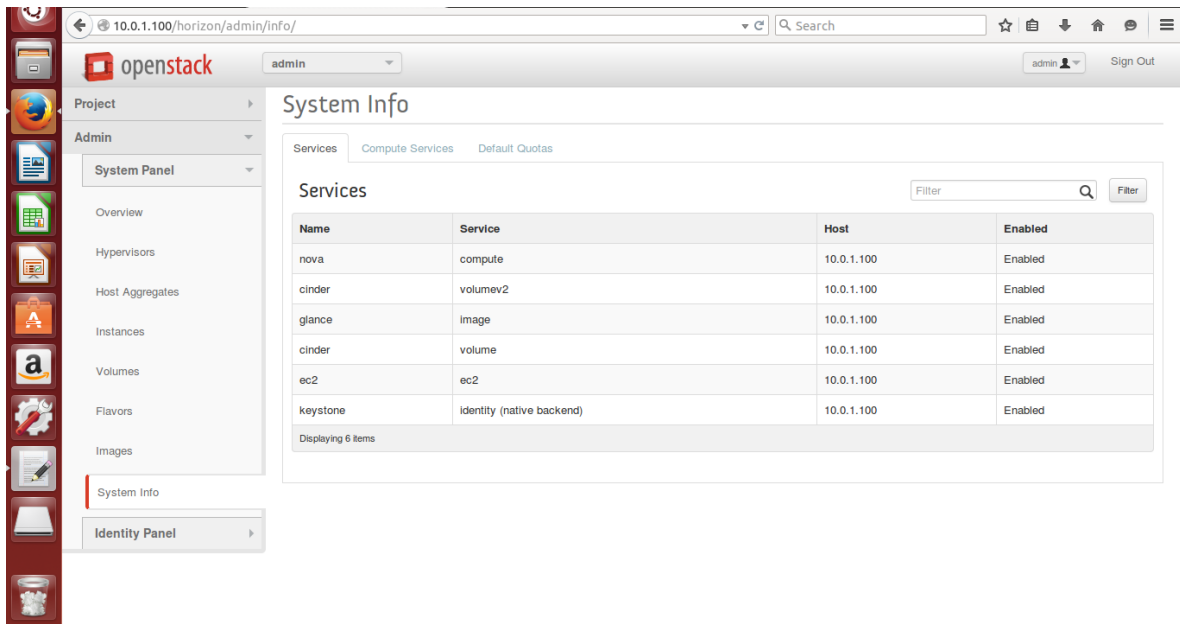 10.0.1.100/horizon/admin/info/
Search
openstack
admin
admin
Sign Out
Project
Admin
System Panel
Overview
Hypervisors
Host Aggregates
Instances
Volumes
Flavors
Images
System Info
Identity Panel
System Info
Services Compute Services Default Quotas
Services
Filter
Filter
Name Service Host Enabled
nova compute 10.0.1.100 Enabled
cinder volumev2 10.0.1.100 Enabled
glance image 10.0.1.100 Enabled
cinder volume 10.0.1.100 Enabled
ec2 ec2 10.0.1.100 Enabled
keystone identity (native backend) 10.0.1.100 Enabled
Displaying 6 items